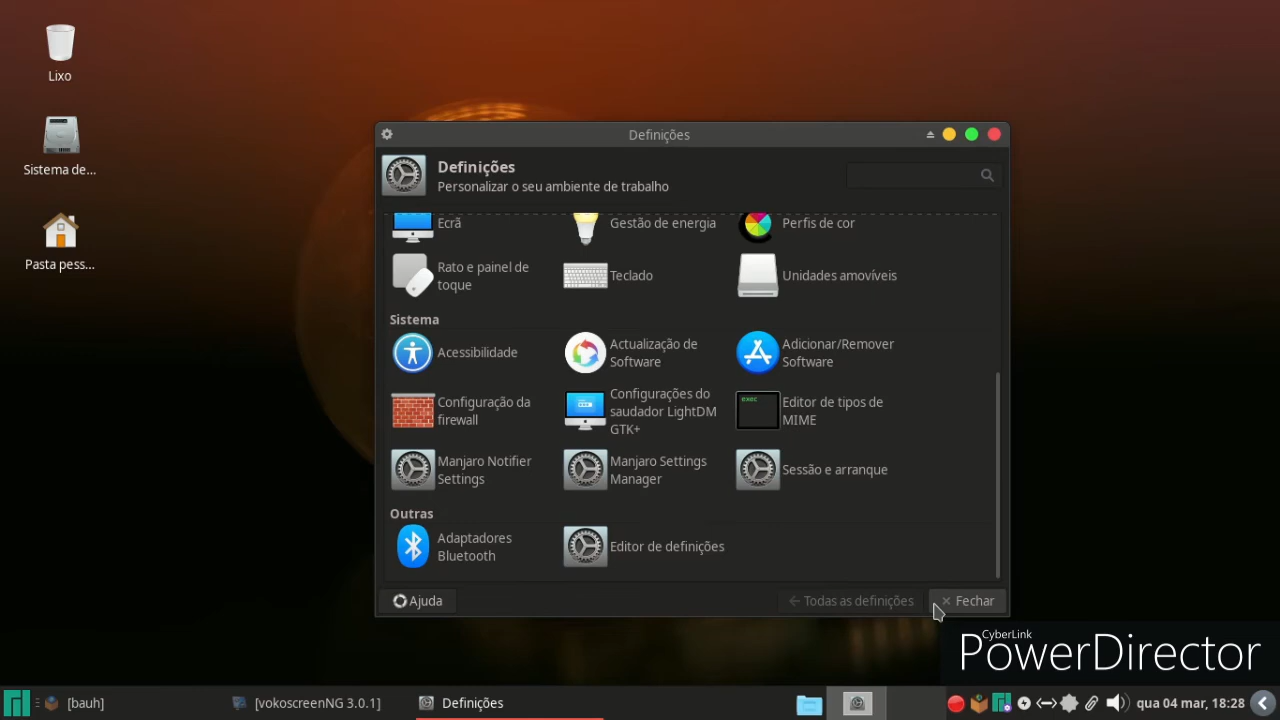 Lixo
Sistema de...
Pasta pess...
Definições
Definições
Personalizar o seu ambiente de trabalho
Ecrã
Gestão de energia
Perfis de cor
Rato e painel de
toque
Teclado
Unidades amovíveis
Sistema
Acessibilidade
Actualização de
Software
Adicionar/Remover
Software
Configuração da
firewall
Configurações do
saudador LightDM
GTK+
exec
Editor de tipos de
MIME
Manjaro Notifier
Settings
Manjaro Settings
Manager
Sessão e arranque
Outras
Adaptadores
Bluetooth
Editor de definições
Ajuda
Todas as definições
Fechar
CyberLink
PowerDirector
[bauh]
[vokoscreenNG 3.0.1]
Definições
qua 04 mar, 18:28